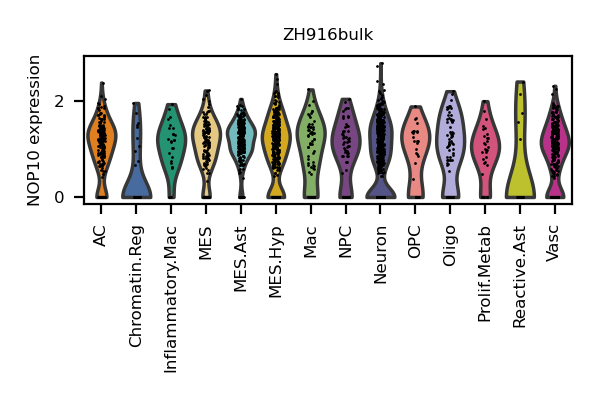 ZH916bulk
NOP10 expression
2
0
AC
Chromatin.Reg
Inflammatory.Mac
MES
MES.Ast
MES.Hyp
Mac
NPC
Neuron
OPC
Oligo
Prolif.Metab
Reactive.Ast
Vasc